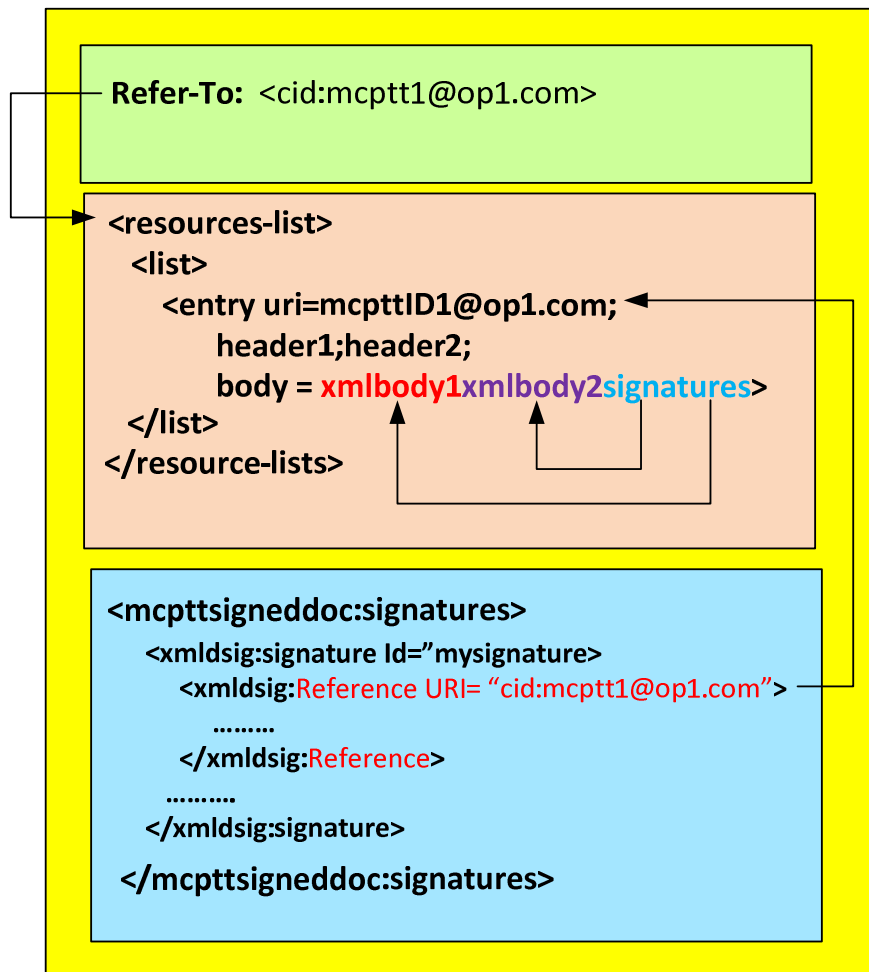 Refer-To: <cid:mcptt1@op1.com>
<resources-list>
<list>
<entry uri=mcpttID1@op1.com;
header1;header2;
body = xmlbody1xmlbody2signatures>
</list>
</resource-lists>
<mcpttsigneddoc:signatures>
<xmldsig:signature Id=”mysignature>
<xmldsig:Reference URI= “cid:mcptt1@op1.com”>
………
</xmldsig:Reference>
……….
</xmldsig:signature>
</mcpttsigneddoc:signatures>